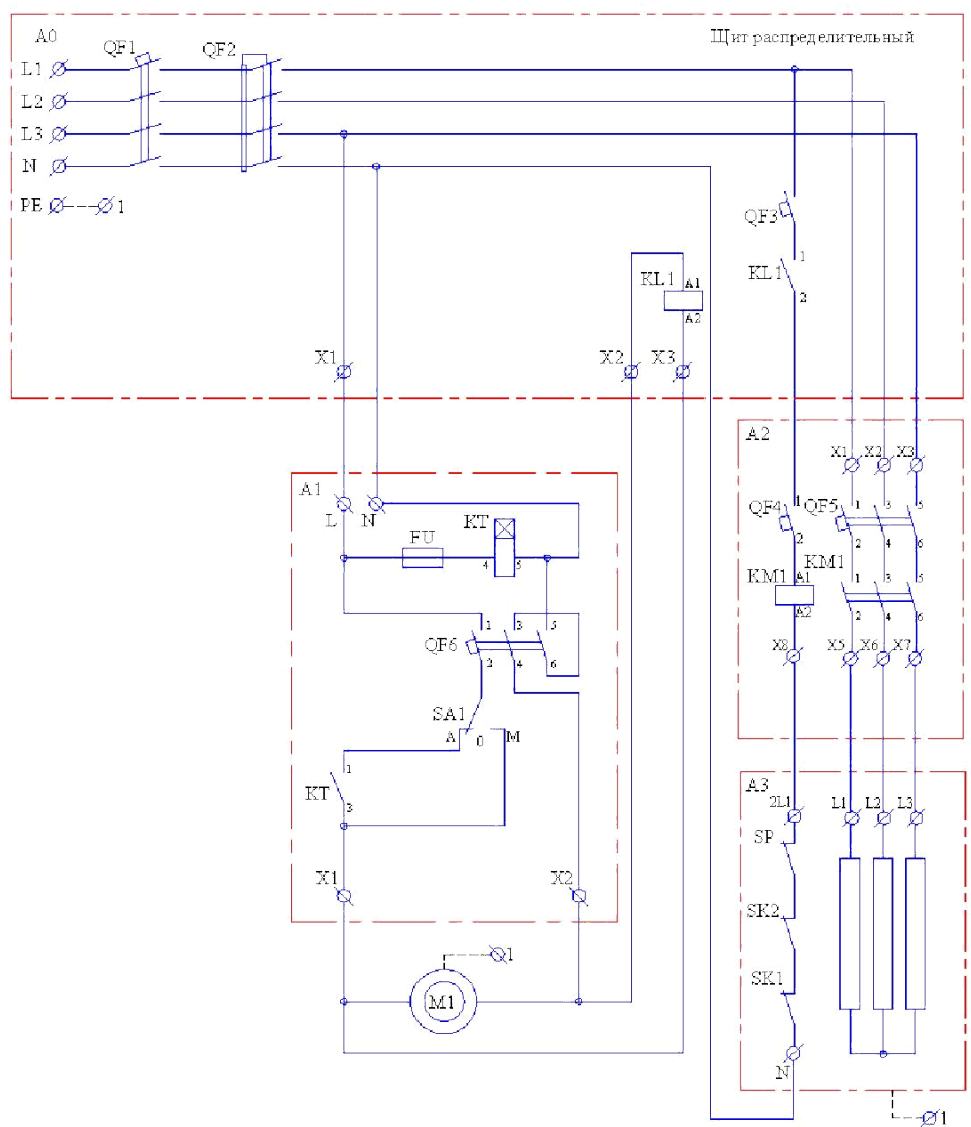 A0
QF1
QF2
Щит распределительный
L1
L2
L3
N
PE
1
QF3
KL1
1
2
KL1
A1
A2
X1
X2
X3
A2
X1
X2
X3
A1
L
N
KT
FU
4
5
QF4
1
2
QF5
1
3
5
2
4
6
KM1
A1
A2
KM1
1
3
5
2
4
6
QF6
1
3
5
2
4
6
X8
X5
X6
X7
SA1
A
0
M
KT
1
3
A3
2L1
L1
L2
L3
SP
X1
X2
SK2
SK1
1
M1
N
1